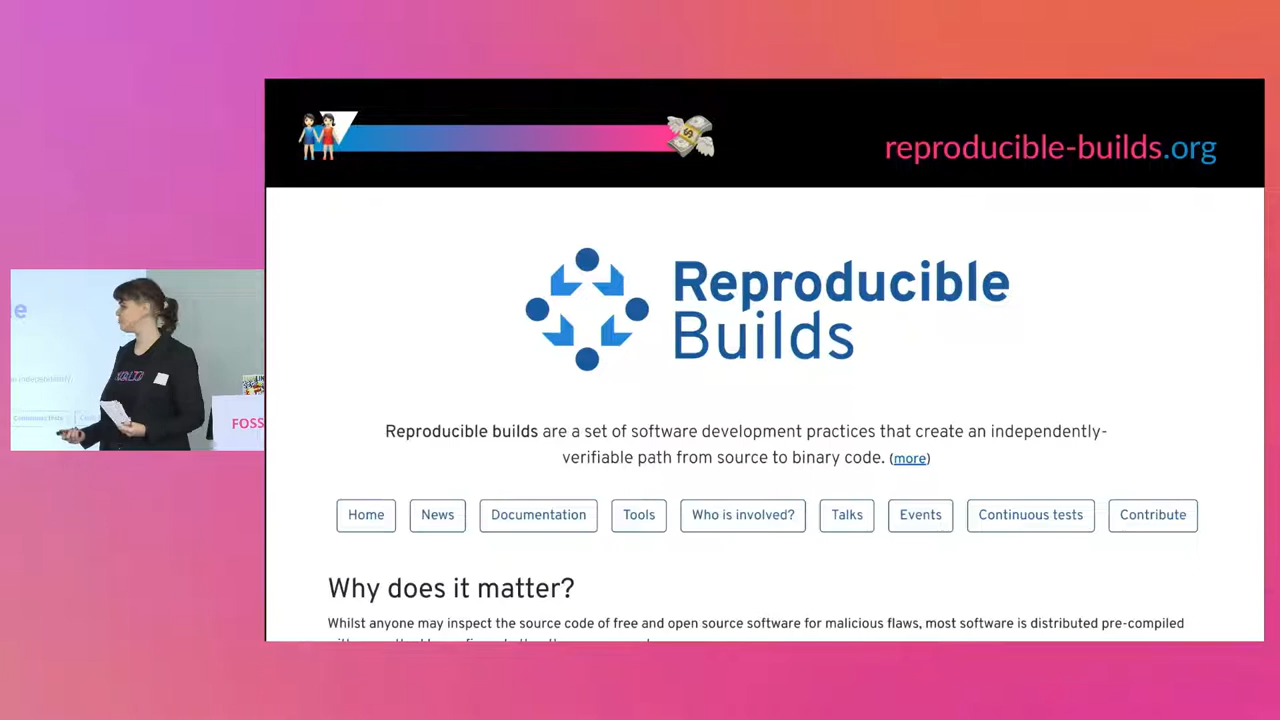 reproducible-builds.org
Reproducible
Builds
Reproducible builds are a set of software development practices that create an independently-
verifiable path from source to binary code. (more)
Home
News
Documentation
Tools
Who is involved?
Talks
Events
Continuous tests
Contribute
Why does it matter?
Whilst anyone may inspect the source code of free and open source software for malicious flaws, most software is distributed pre-compiled
FOSS
Continuous tests